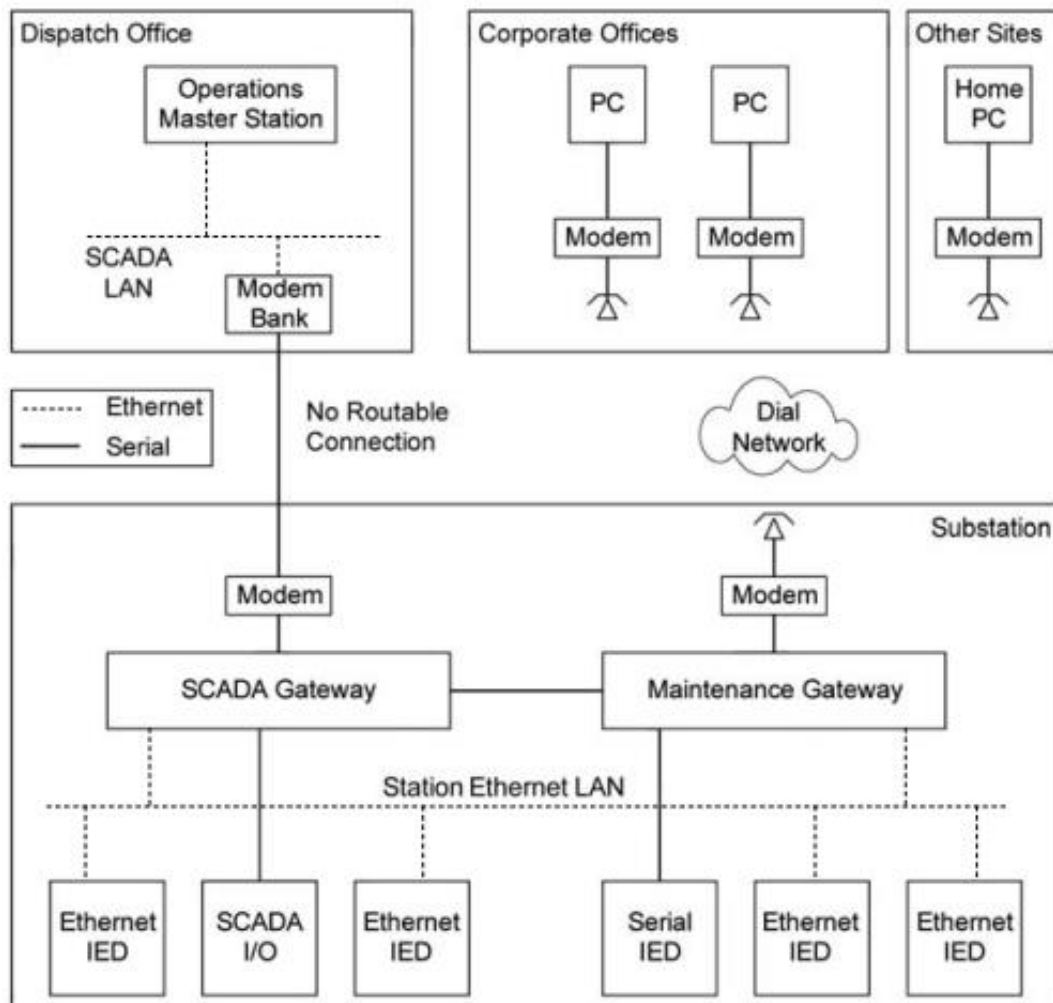 Dispatch Office
Operations
Master Station
SCADA
LAN
Modem
Bank
Corporate Offices
PC
PC
Modem
Modem
Other Sites
Home
PC
Modem
Ethernet
Serial
No Routable
Connection
Dial
Network
Substation
Modem
Modem
SCADA Gateway
Maintenance Gateway
Station Ethernet LAN
Ethernet
IED
SCADA
I/O
Ethernet
IED
Serial
IED
Ethernet
IED
Ethernet
IED